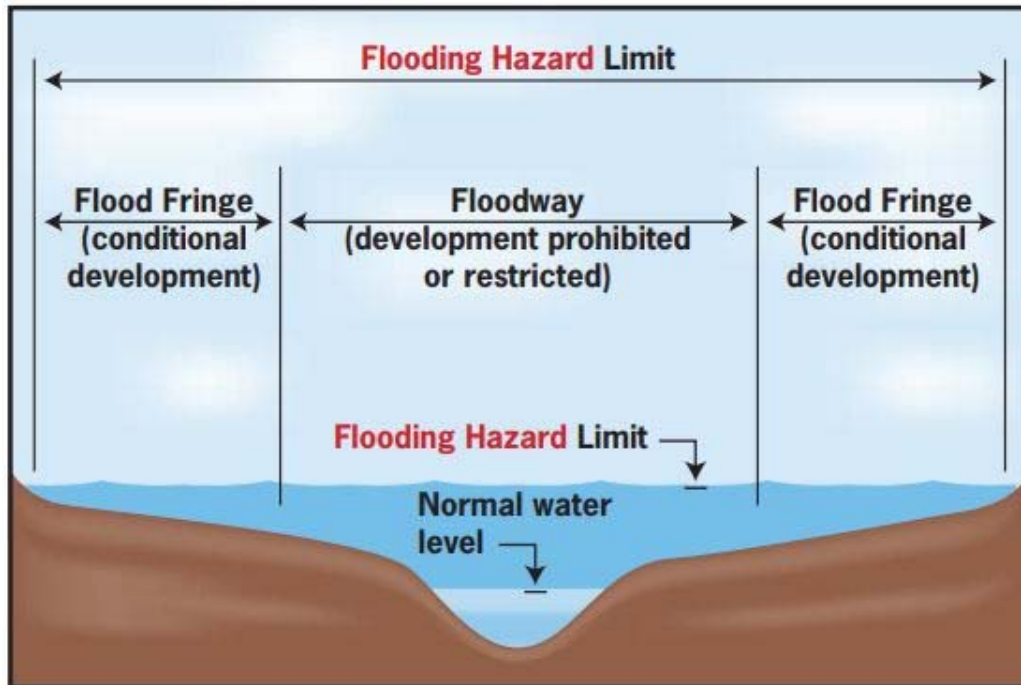 Flooding Hazard Limit
Flood Fringe
(conditional
development)
Floodway
(development prohibited
or restricted)
Flood Fringe
(conditional
development)
Flooding Hazard Limit
Normal water
level